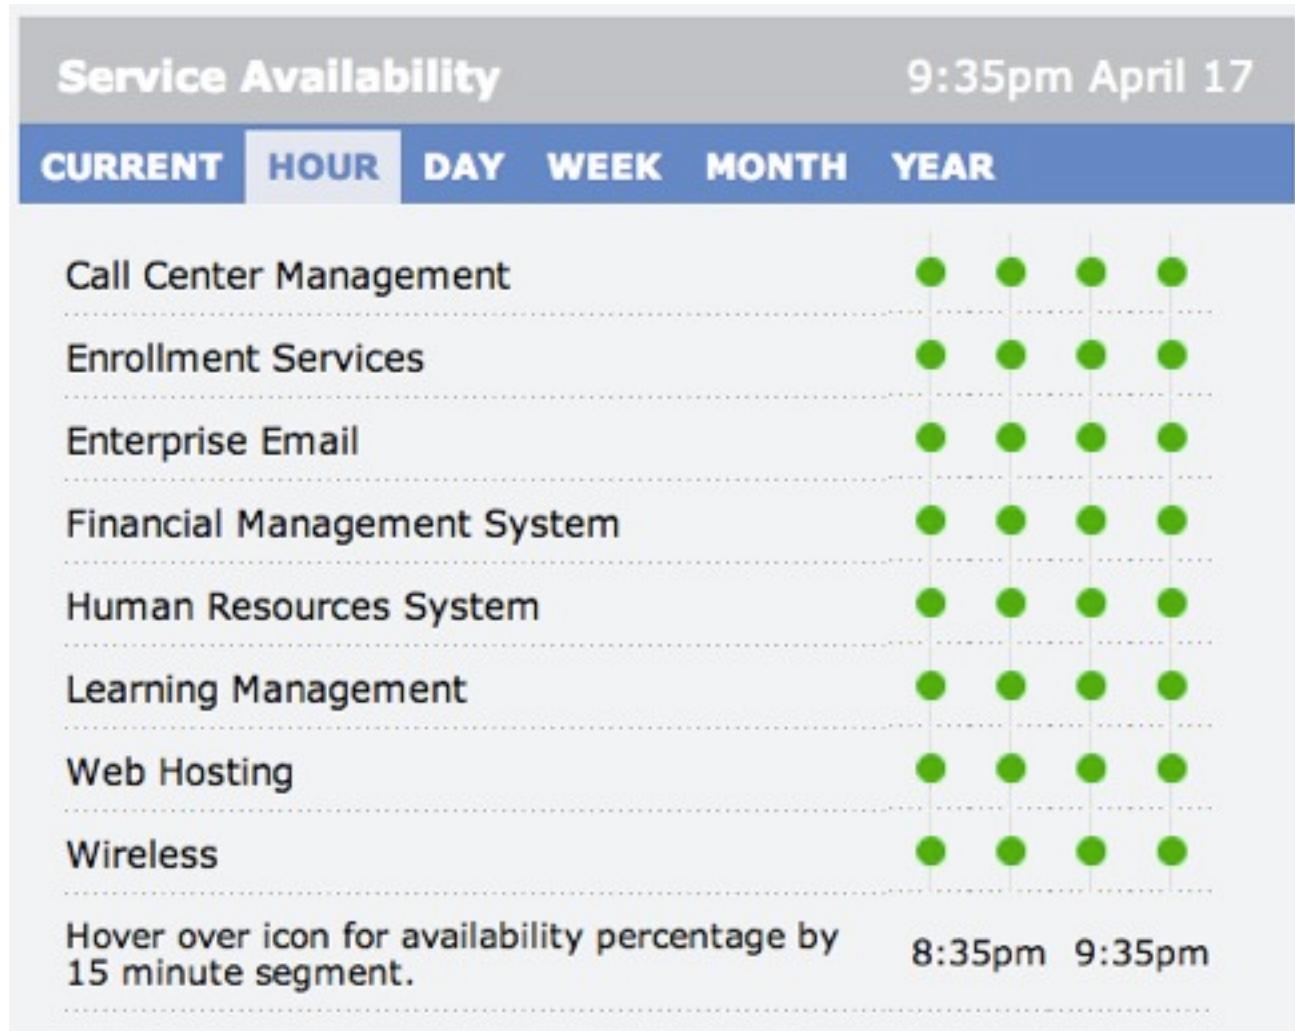 Service Availability 9:35pm April 17
CURRENT HOUR DAY WEEK MONTH YEAR
Call Center Management
Enrollment Services
Enterprise Email
Financial Management System
Human Resources System
Learning Management
Web Hosting
Wireless
Hover over icon for availability percentage by
15 minute segment.
8:35pm 9:35pm